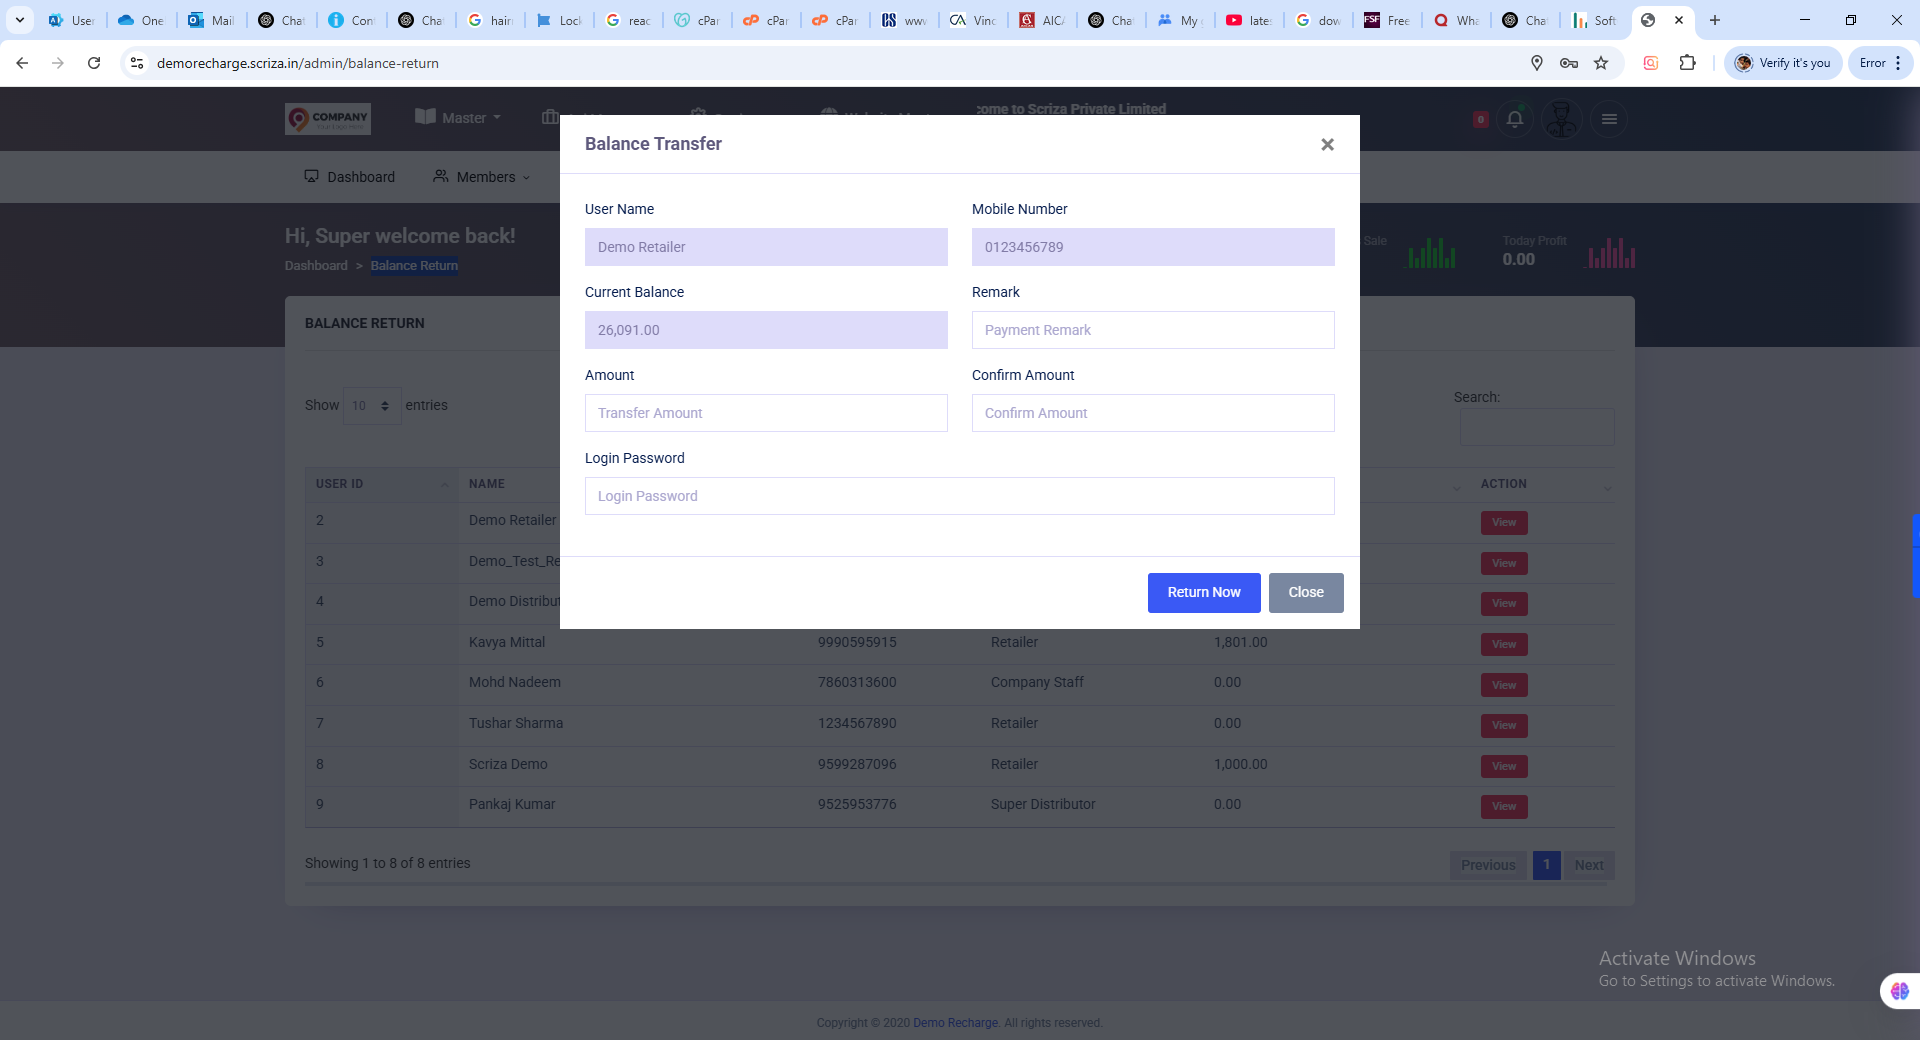 User
One
Mail
Chat
Cont
Chat
hair
Lock
reac
cPar
cPar
cPar
www
Vinc
AICA
Chat
My
late
dow
Free
Wha
Chat
Soft
demorecharge.scriza.in/admin/balance-return
Verify it's you
Error
COMPANY
Master
:ome to Scriza Private Limited
0
Dashboard
Members
Hi, Super welcome back!
Dashboard > Balance Return
Sale
Today Profit
0.00
BALANCE RETURN
Show 10 entries
Search:
USER ID NAME ACTION
2 Demo Retailer View
3 Demo_Test_Re View
4 Demo Distribut View
5 Kavya Mittal 9990595915 Retailer 1,801.00 View
6 Mohd Nadeem 7860313600 Company Staff 0.00 View
7 Tushar Sharma 1234567890 Retailer 0.00 View
8 Scriza Demo 9599287096 Retailer 1,000.00 View
9 Pankaj Kumar 9525953776 Super Distributor 0.00 View
Showing 1 to 8 of 8 entries
Previous 1 Next
Balance Transfer ×
User Name Mobile Number
Demo Retailer 0123456789
Current Balance Remark
26,091.00 Payment Remark
Amount Confirm Amount
Transfer Amount Confirm Amount
Login Password
Login Password
Return Now Close
Activate Windows
Go to Settings to activate Windows.
Copyright © 2020 Demo Recharge. All rights reserved.